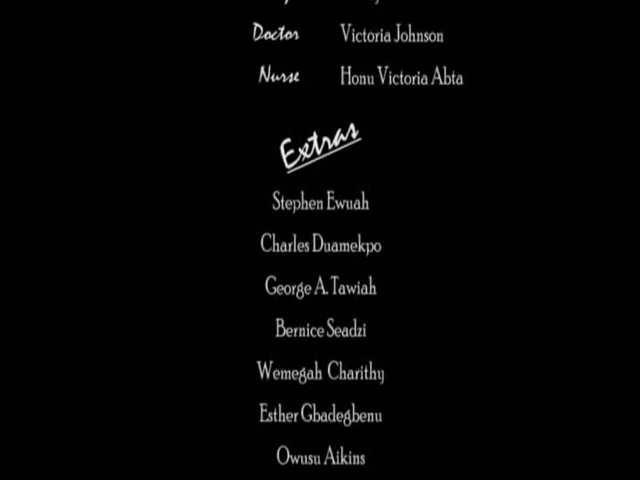 Doctor Victoria Johnson
Nurse Honu Victoria Abta
Extras
Stephen Ewuah
Charles Duamekpo
George A. Tawiah
Bernice Seadzi
Wemegah Charithy
Esther Gbadegbenu
Owusu Aikins